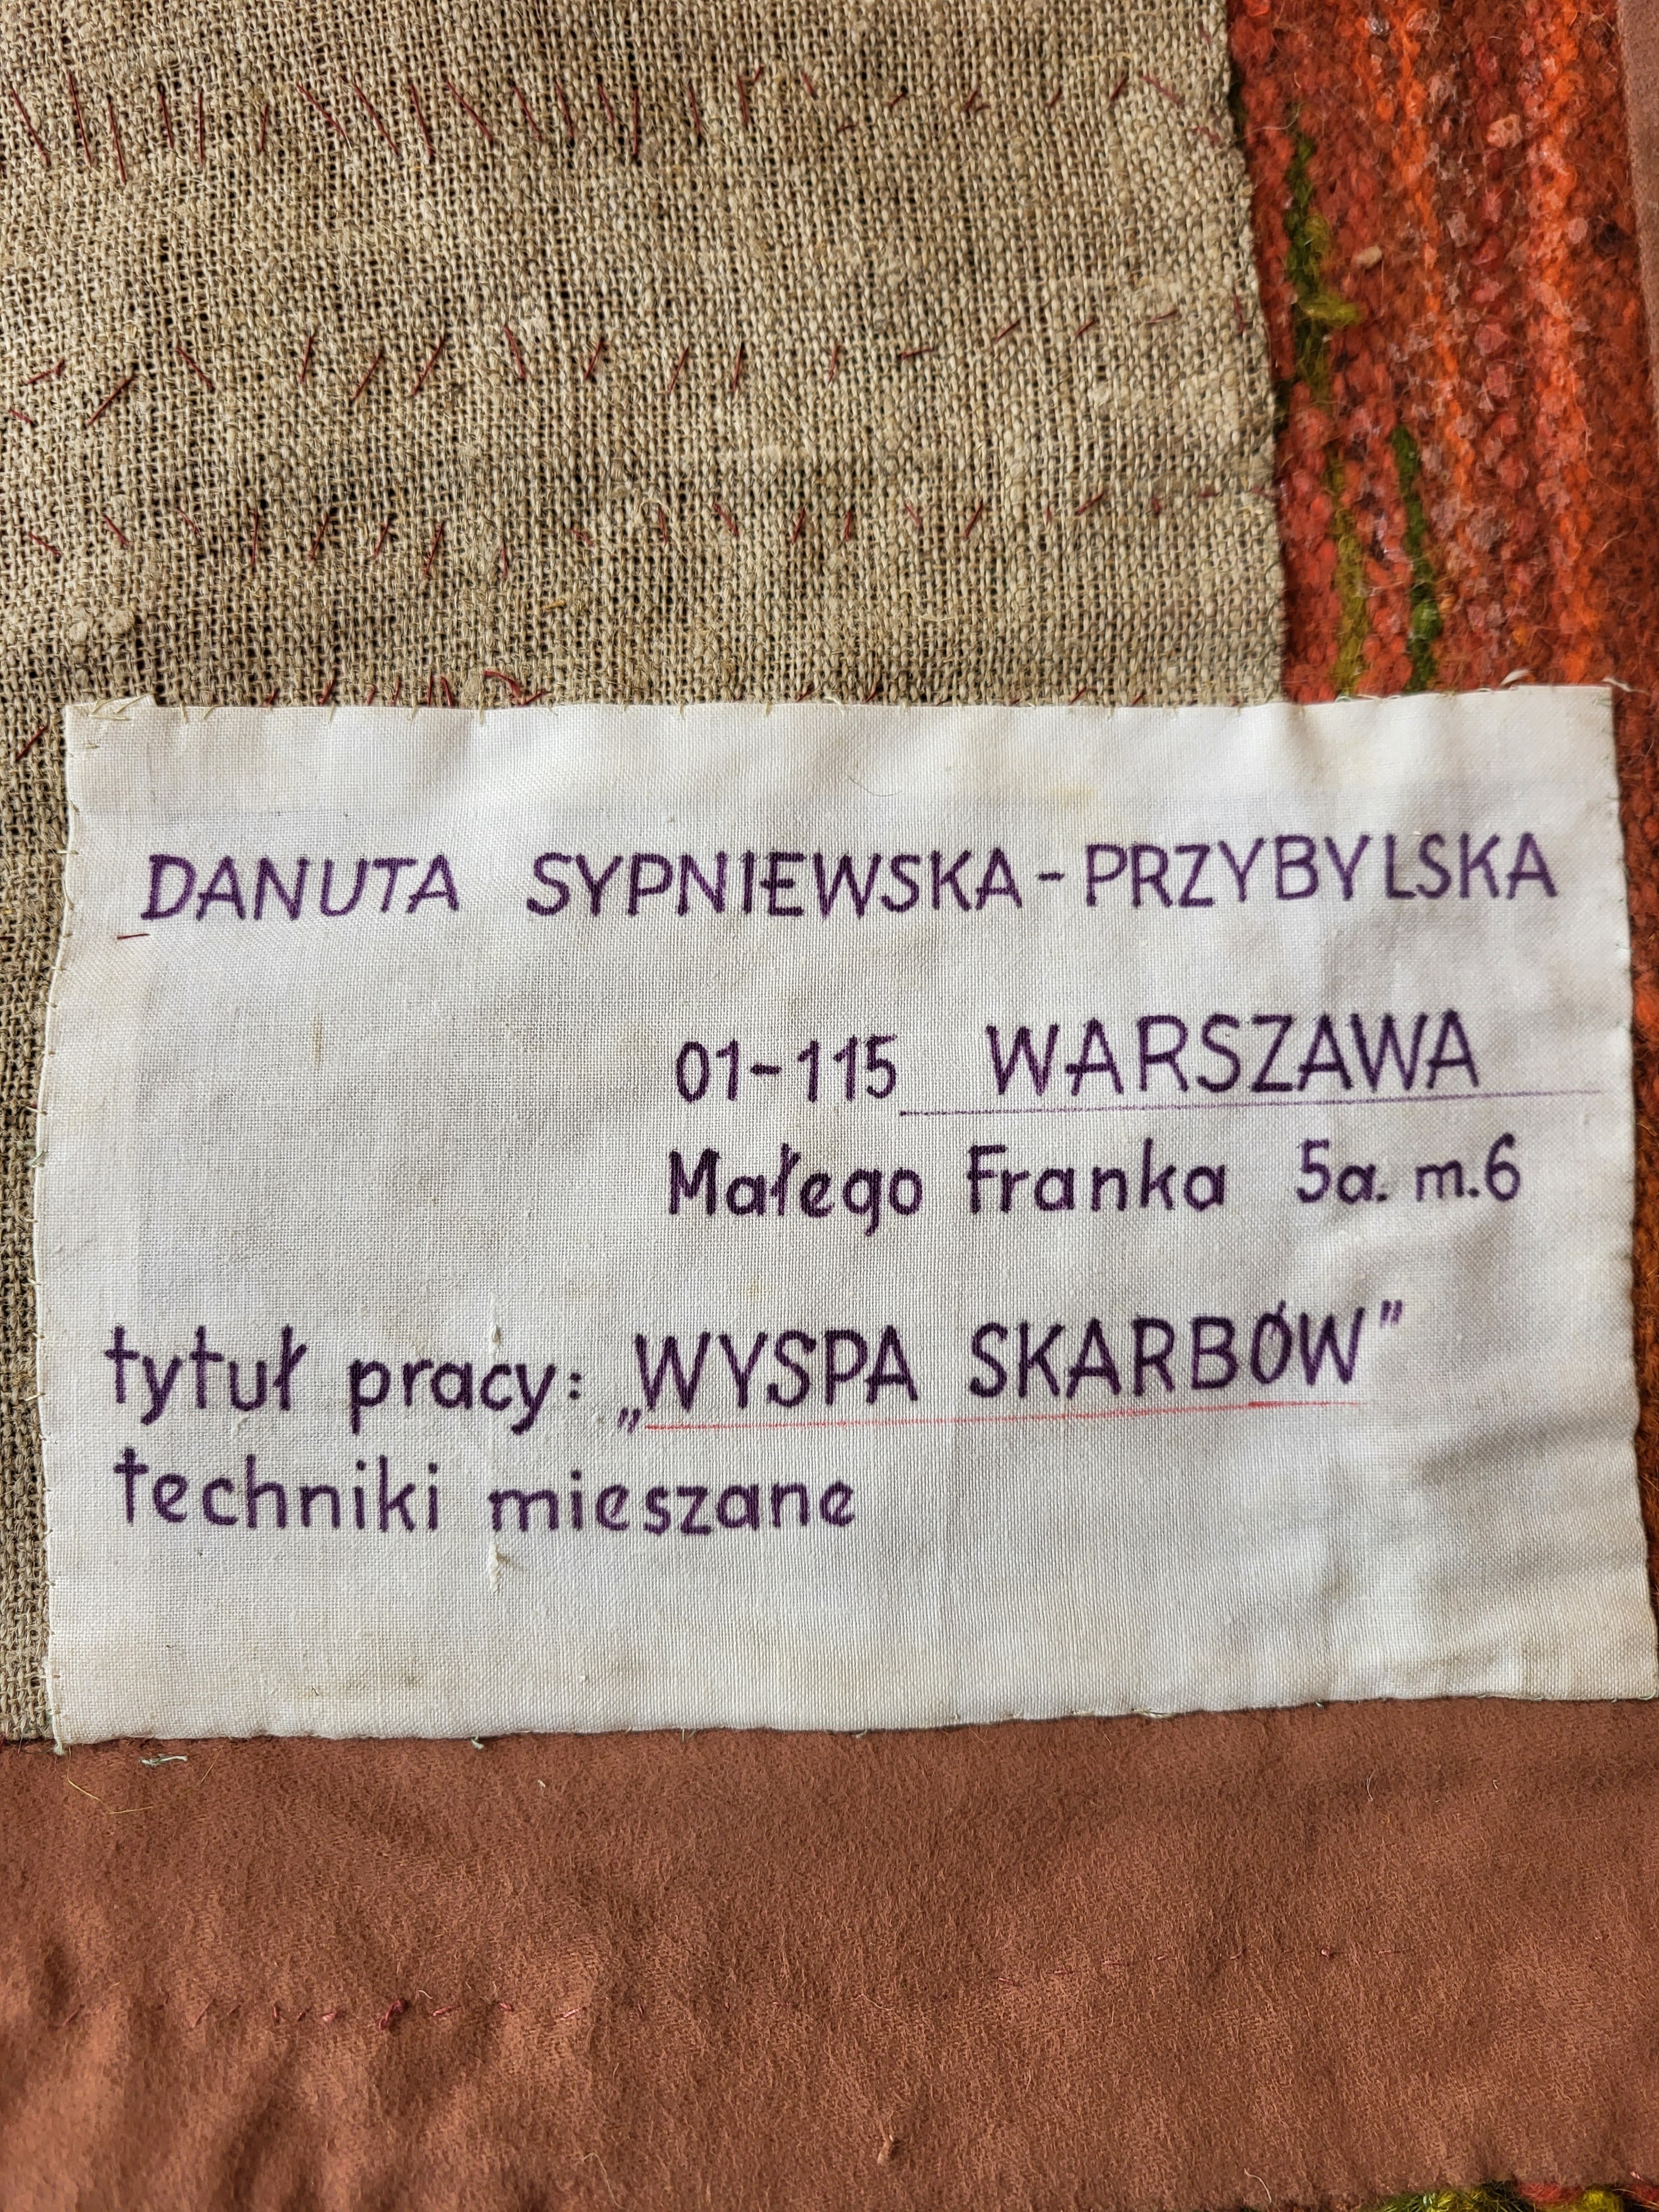 DANUTA SYPNIEWSKA-PRZYBYLSKA
01-115 WARSZAWA
Małego Franka 5a. m.6
tytuł pracy: „WYSPA SKARBÓW”
techniki mieszane